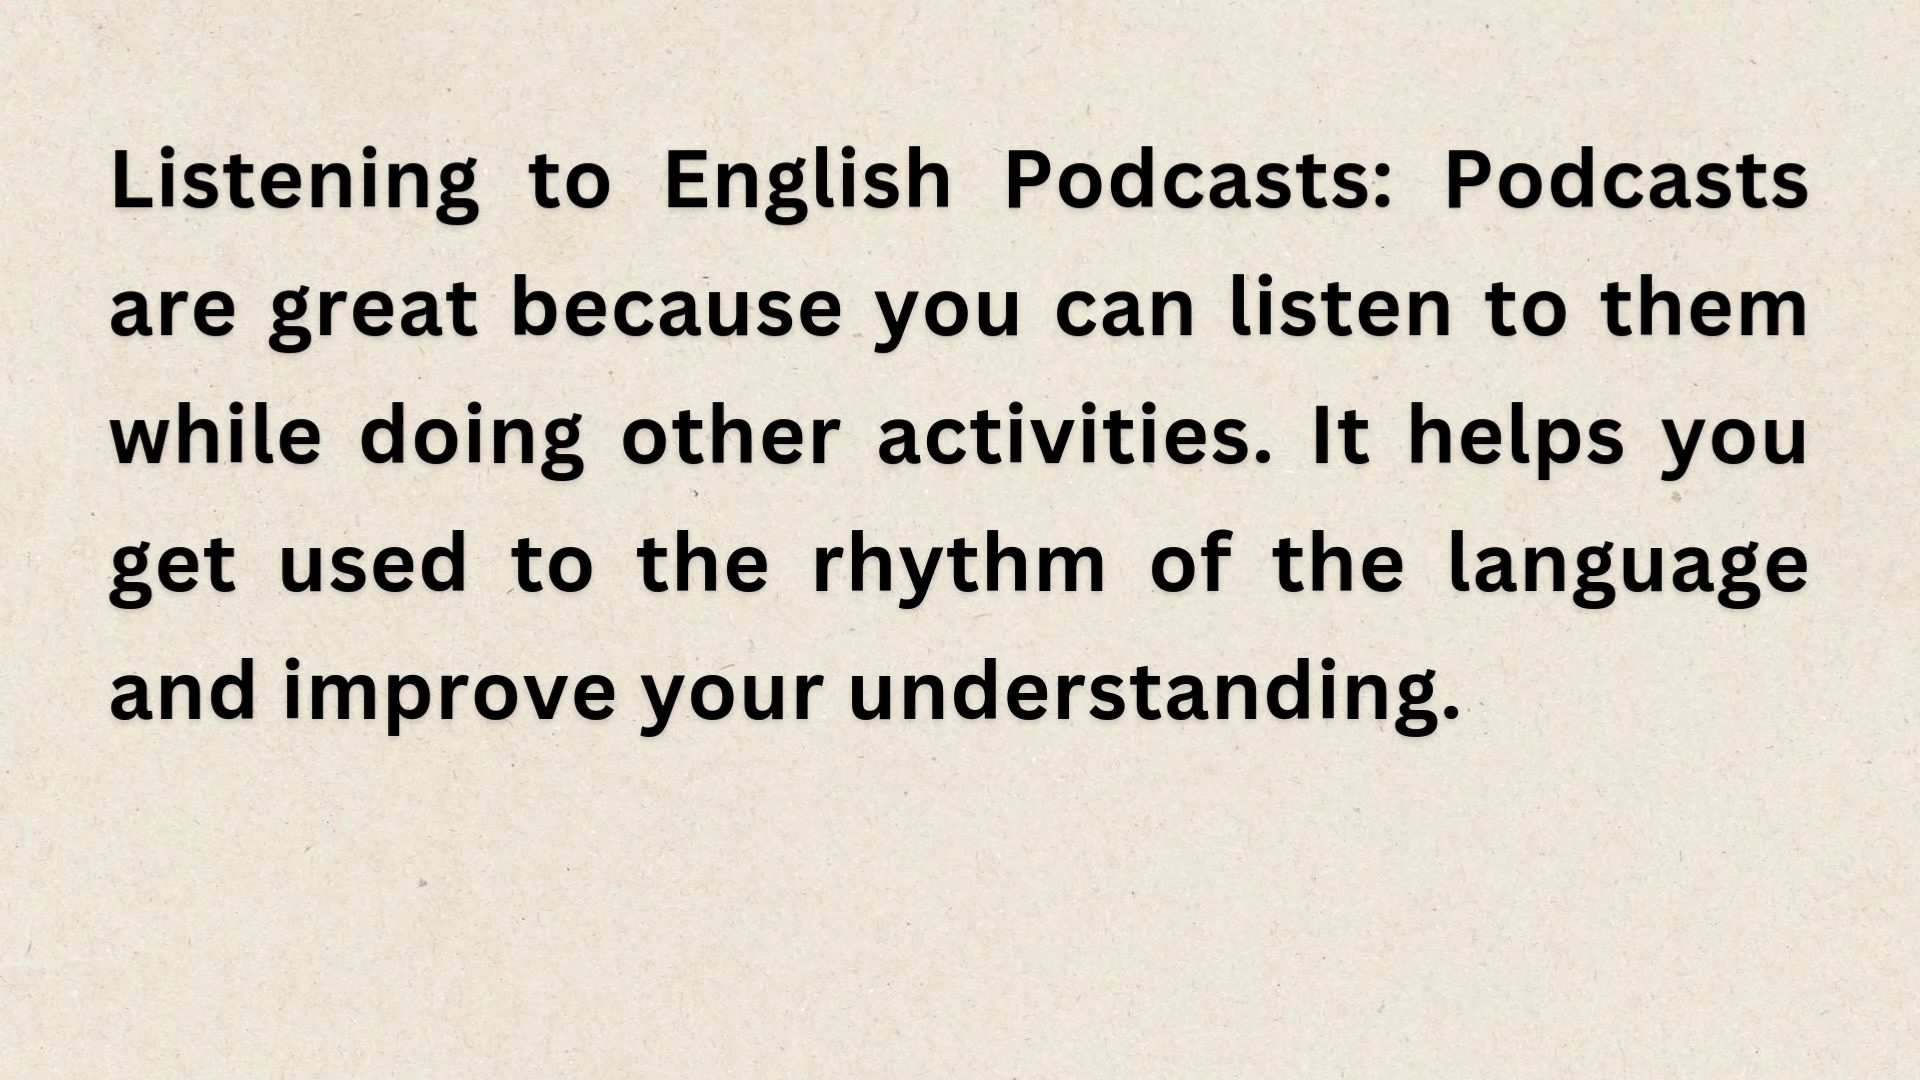 Listening to English Podcasts: Podcasts
are great because you can listen to them
while doing other activities. It helps you
get used to the rhythm of the language
and improve your understanding.